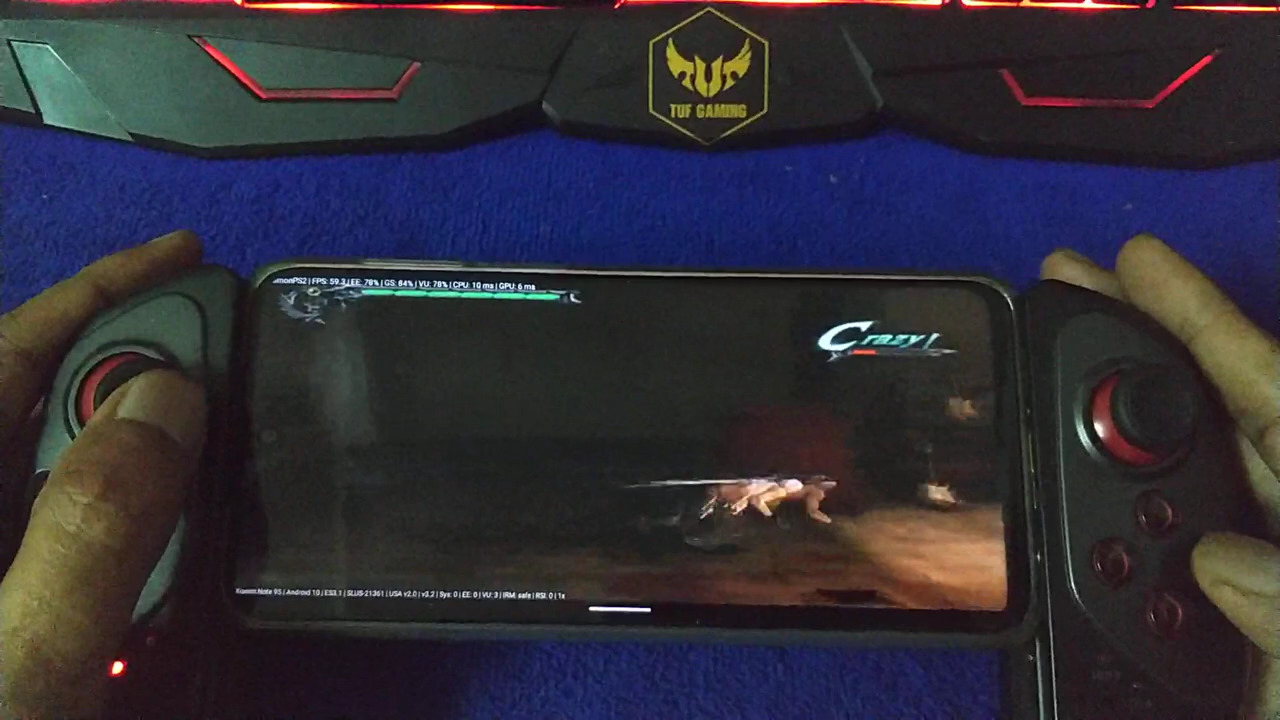 TUF GAMING
monPS2 | FPS: 59.3 | EE: 78% | GS: 84% | VU: 78% | CPU: 10 ms | GPU: 6 ms
Crazy!
Xiaomi Note 9S | Android 10 | ES3.1 | SLUS-21361 | USA v2.0 | v3.2 | Sys: 0 | EE: 0 | VU: 3 | IRM: safe | RSI: 0 | 1x